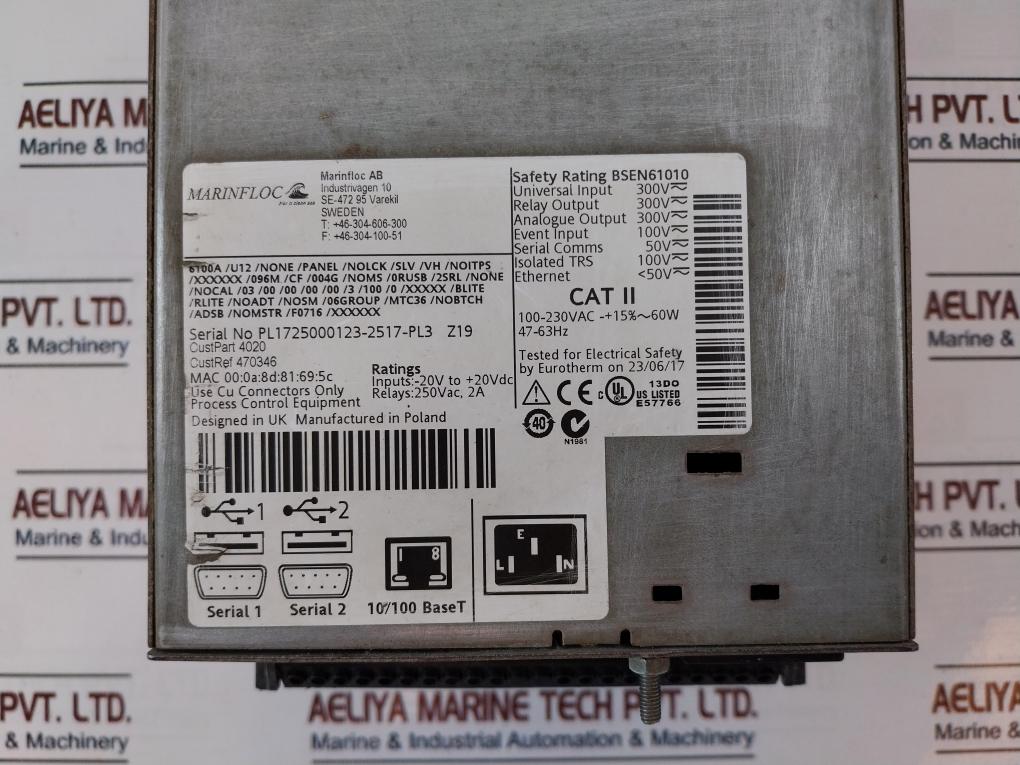 AELIYA M
Marine & Ind
H PVT. LT
on & Machin
MARINFLOC
For a clean sea
Marinfloc AB
Industrivagen 10
SE-472 95 Varekil
SWEDEN
T: +46-304-606-300
F: +46-304-100-51
Safety Rating BSEN61010
Universal Input 300V
Relay Output 300V
Analogue Output 300V
Event Input 100V
Serial Comms 50V
Isolated TRS 100V
Ethernet <50V
CAT II
100-230VAC -+15%~60W
47-63Hz
Tested for Electrical Safety
by Eurotherm on 23/06/17
C UL US LISTED
13DO
E57766
40
N1981
6100A /U12 /NONE /PANEL /NOLCK /SLV /VH /NOITPS
/XXXXXX /096M /CF /004G /NOMS /0RUSB /2SRL /NONE
/NOCAL /03 /00 /00 /00 /00 /3 /100 /0 /XXXXX /BLITE
/RLITE /NOADT /NOSM /06GROUP /MTC36 /NOBTCH
/ADSB /NOMSTR /F0716 /XXXXXX
Serial No PL1725000123-2517-PL3 Z19
CustPart 4020
CustRef 470346
MAC 00:0a:8d:81:69:5c
Use Cu Connectors Only
Process Control Equipment
Ratings
Inputs:-20V to +20Vdc
Relays:250Vac, 2A
Designed in UK Manufactured in Poland
1
2
Serial 1
Serial 2
1 8
10/100 BaseT
E
L
N
PVT. LTD.
& Machinery
AELIYA
Marine &
AELIYA MA
Marine & Indu
H PVT. LT
on & Machin
PVT. LTD.
& Machinery
AELIYA MARINE TECH PVT. LTD.
Marine & Industrial Automation & Machinery
AELIYA
Marine &